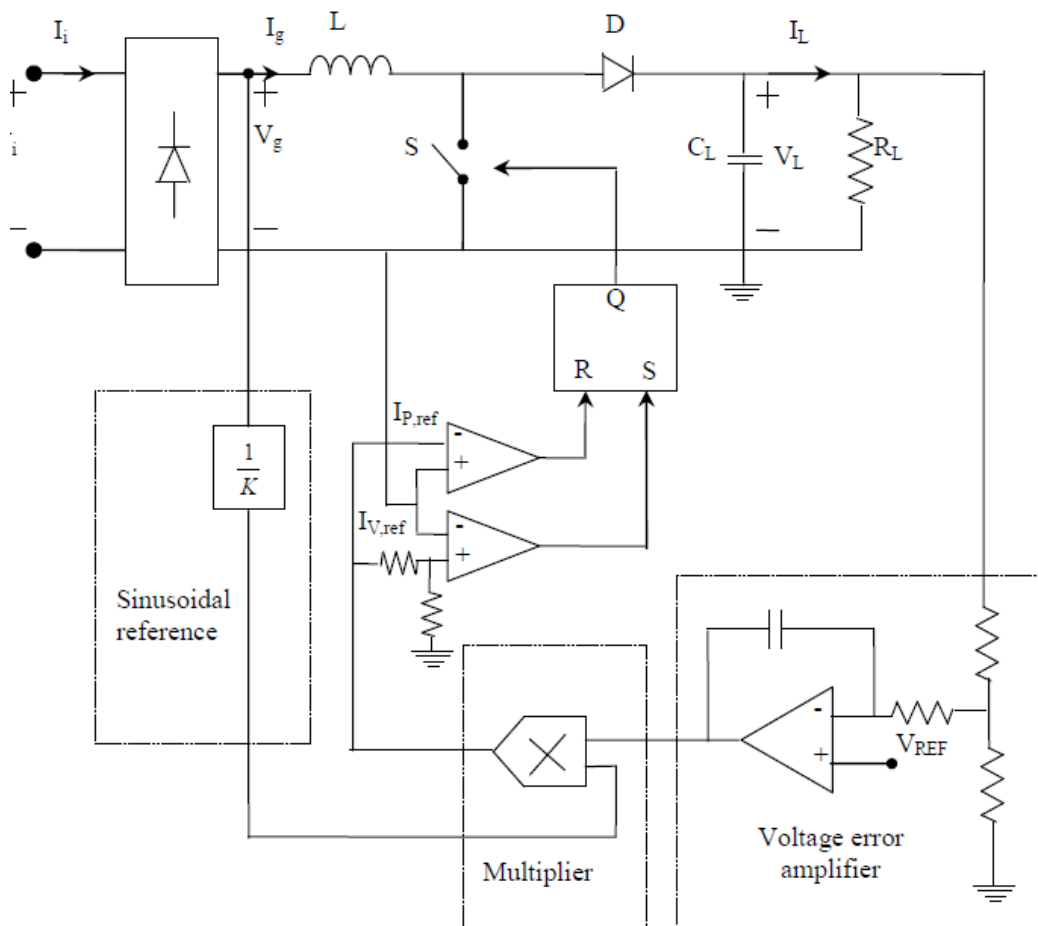 I_i
I_g
L
D
I_L
+
+
+
i
V_g
S
C_L
V_L
R_L
−
−
−
Q
R S
I_P,ref
-
+
1
K
I_V,ref
-
+
Sinusoidal
reference
-
V_REF
+
Voltage error
amplifier
Multiplier